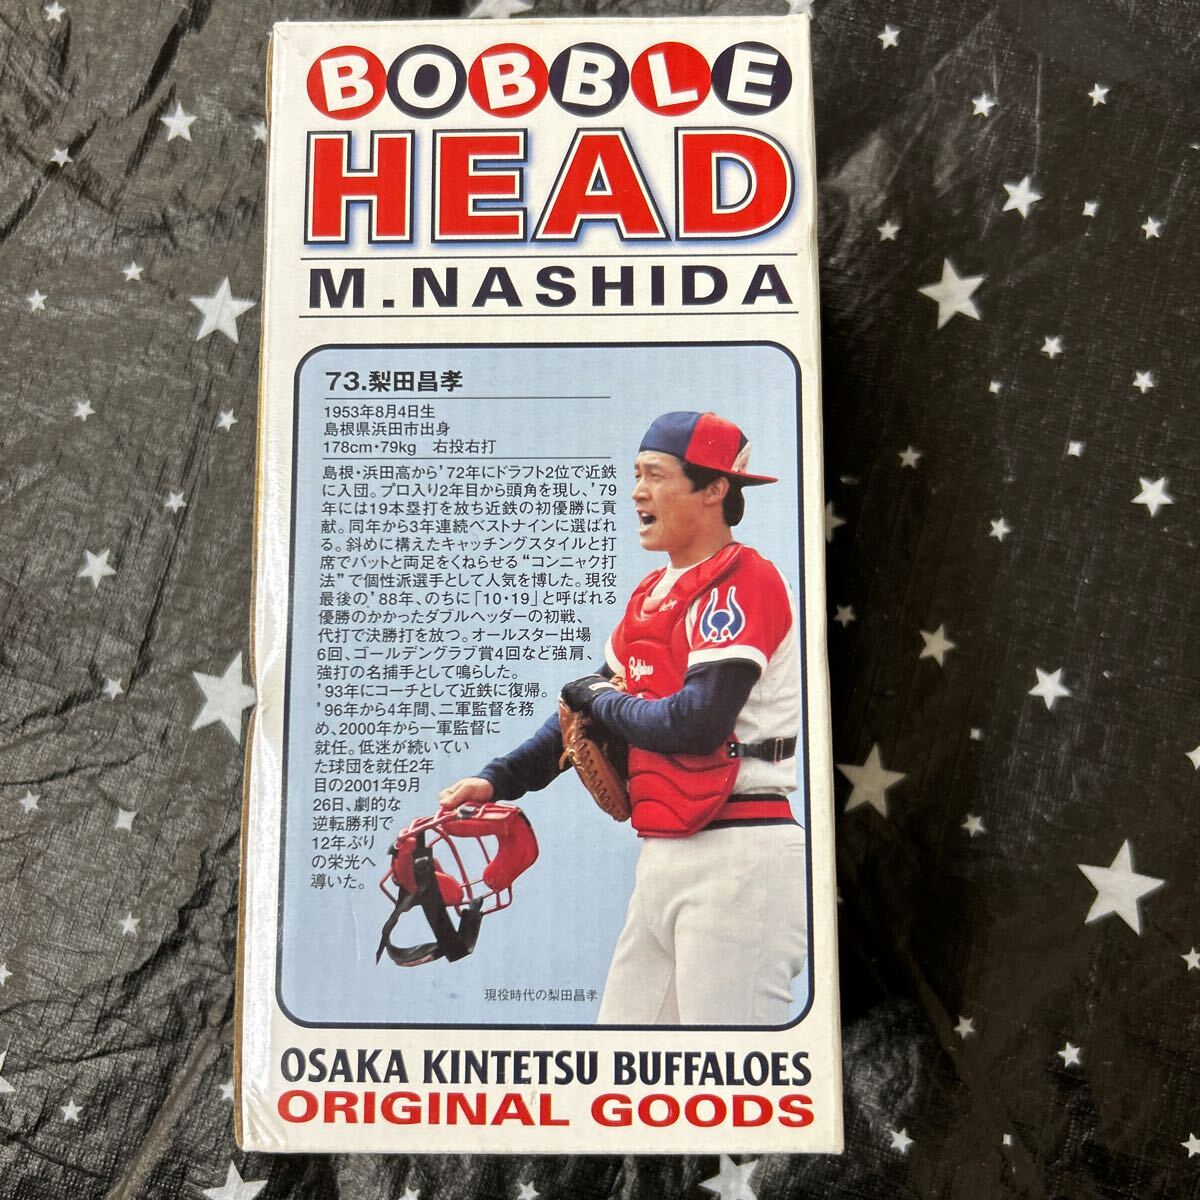 BOBBLE
HEAD
M.NASHIDA
73.梨田昌孝
1953年8月4日生
島根県浜田市出身
178cm・79kg 右投右打
島根・浜田高から'72年にドラフト2位で近鉄
に入団。プロ入り2年目から頭角を現し、'79
年には19本塁打を放ち近鉄の初優勝に貢
献。同年から3年連続ベストナインに選ばれ
る。斜めに構えたキャッチングスタイルと打
席でバットと両足をくねらせる“コンニャク打
法”で個性派選手として人気を博した。現役
最後の'88年、のちに「10・19」と呼ばれる
優勝のかかったダブルヘッダーの初戦、
代打で決勝打を放つ。オールスター出場
6回、ゴールデングラブ賞4回など強肩、
強打の名捕手として鳴らした。
'93年にコーチとして近鉄に復帰。
'96年から4年間、二軍監督を務
め、2000年から一軍監督に
就任。低迷が続いてい
た球団を就任2年
目の2001年9月
26日、劇的な
逆転勝利で
12年ぶり
の栄光へ
導いた。
Buffaloes
現役時代の梨田昌孝
OSAKA KINTETSU BUFFALOES
ORIGINAL GOODS